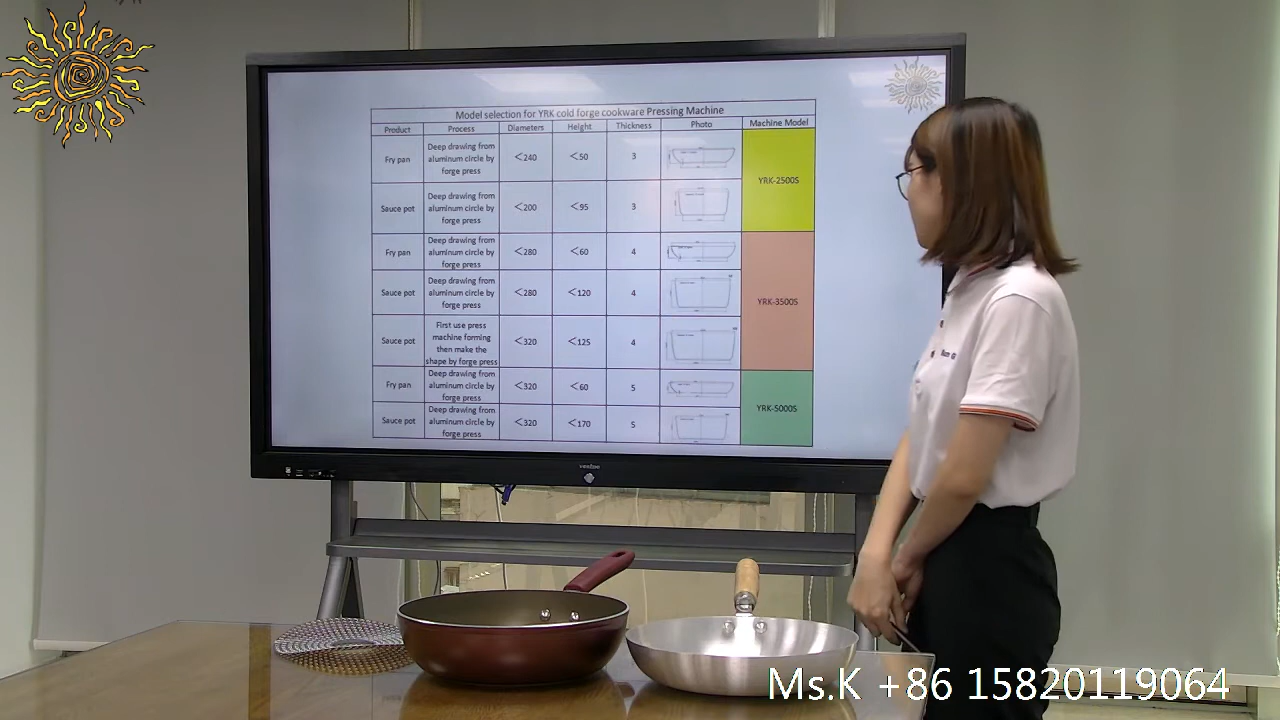 Model selection for YRK cold forge cookware Pressing Machine
Product Process Diameters Height Thickness Photo Machine Model
Fry pan
Deep drawing from
aluminum circle by
forge press
<240 <50 3
YRK-2500S
Sauce pot
Deep drawing from
aluminum circle by
forge press
<200 <95 3
Fry pan
Deep drawing from
aluminum circle by
forge press
<280 <60 4
YRK-3500S
Sauce pot
Deep drawing from
aluminum circle by
forge press
<280 <120 4
Sauce pot
First use press
machine forming
then make the
shape by forge press
<320 <125 4
Fry pan
Deep drawing from
aluminum circle by
forge press
<320 <60 5
YRK-5000S
Sauce pot
Deep drawing from
aluminum circle by
forge press
<320 <170 5
Ms.K +86 15820119064